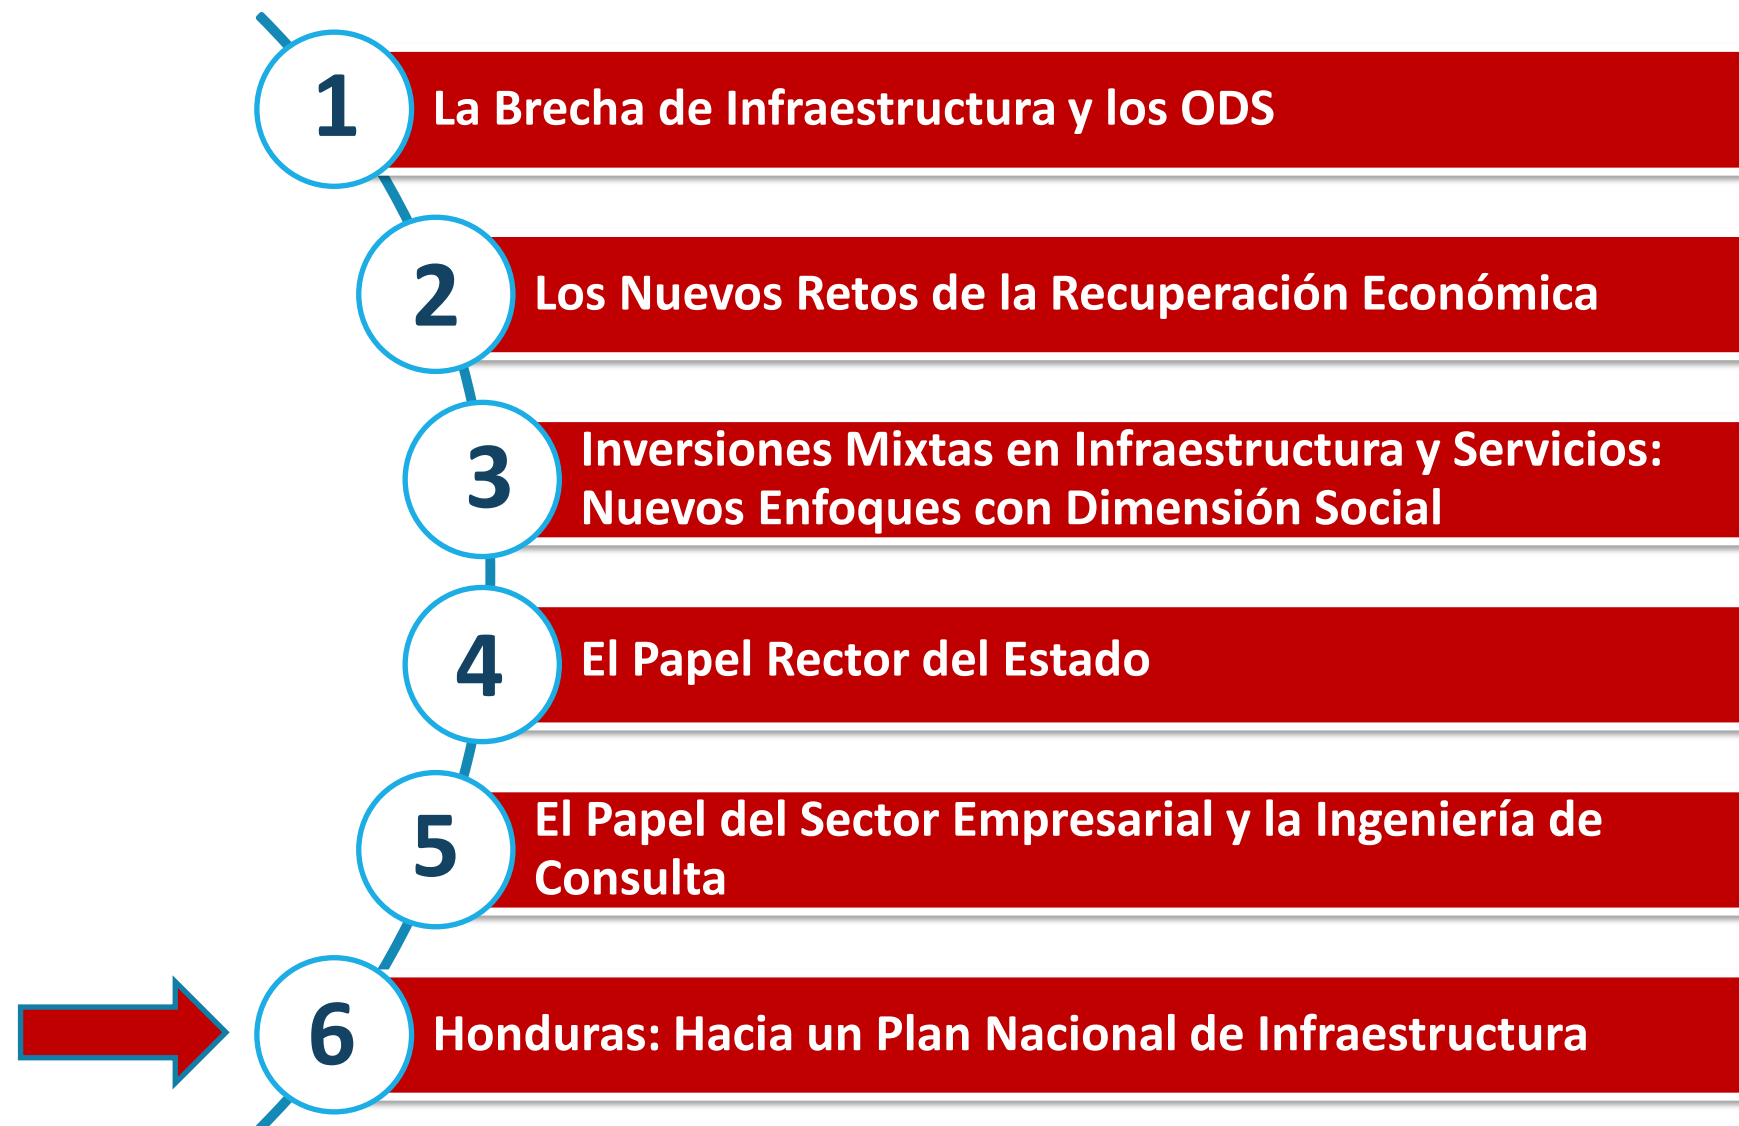 1
La Brecha de Infraestructura y los ODS
2
Los Nuevos Retos de la Recuperación Económica
3
Inversiones Mixtas en Infraestructura y Servicios:
Nuevos Enfoques con Dimensión Social
4
El Papel Rector del Estado
5
El Papel del Sector Empresarial y la Ingeniería de
Consulta
6
Honduras: Hacia un Plan Nacional de Infraestructura